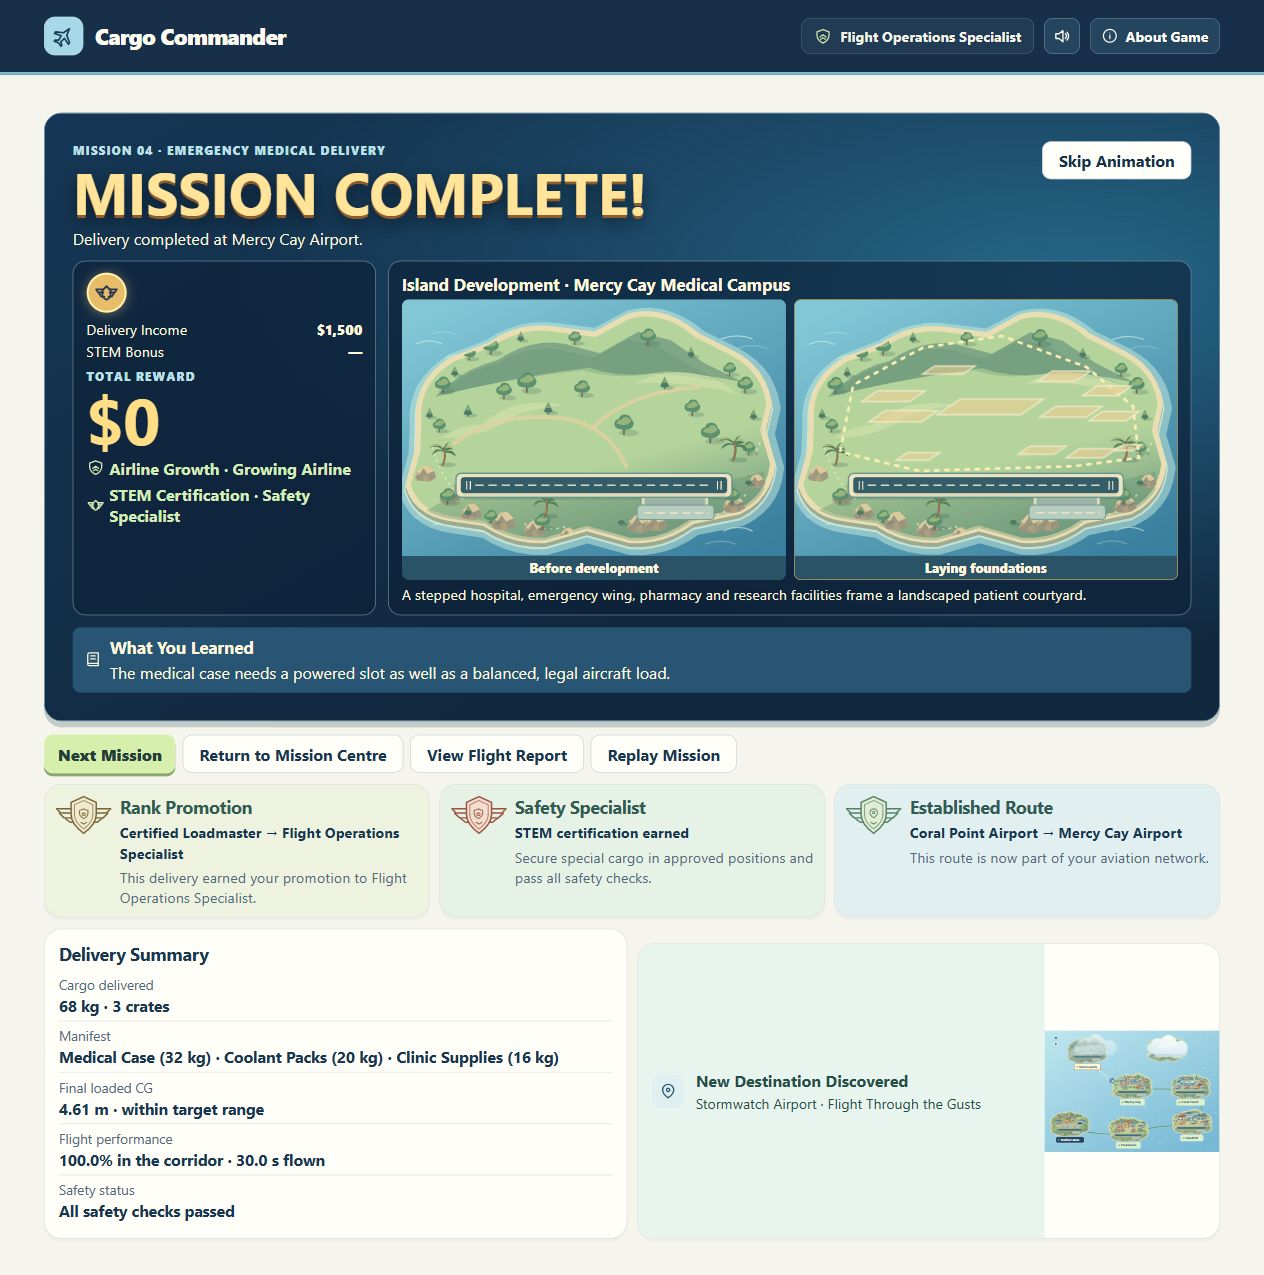 Cargo Commander
Flight Operations Specialist
About Game
MISSION 04 · EMERGENCY MEDICAL DELIVERY
Skip Animation
MISSION COMPLETE!
Delivery completed at Mercy Cay Airport.
Delivery Income $1,500
STEM Bonus —
TOTAL REWARD
$0
Airline Growth · Growing Airline
STEM Certification · Safety
Specialist
Island Development · Mercy Cay Medical Campus
Before development
Laying foundations
A stepped hospital, emergency wing, pharmacy and research facilities frame a landscaped patient courtyard.
What You Learned
The medical case needs a powered slot as well as a balanced, legal aircraft load.
Next Mission
Return to Mission Centre
View Flight Report
Replay Mission
Rank Promotion
Certified Loadmaster → Flight Operations
Specialist
This delivery earned your promotion to Flight
Operations Specialist.
Safety Specialist
STEM certification earned
Secure special cargo in approved positions and
pass all safety checks.
Established Route
Coral Point Airport → Mercy Cay Airport
This route is now part of your aviation network.
Delivery Summary
Cargo delivered
68 kg · 3 crates
Manifest
Medical Case (32 kg) · Coolant Packs (20 kg) · Clinic Supplies (16 kg)
Final loaded CG
4.61 m · within target range
Flight performance
100.0% in the corridor · 30.0 s flown
Safety status
All safety checks passed
New Destination Discovered
Stormwatch Airport · Flight Through the Gusts
Mercy Cay
Coral Point